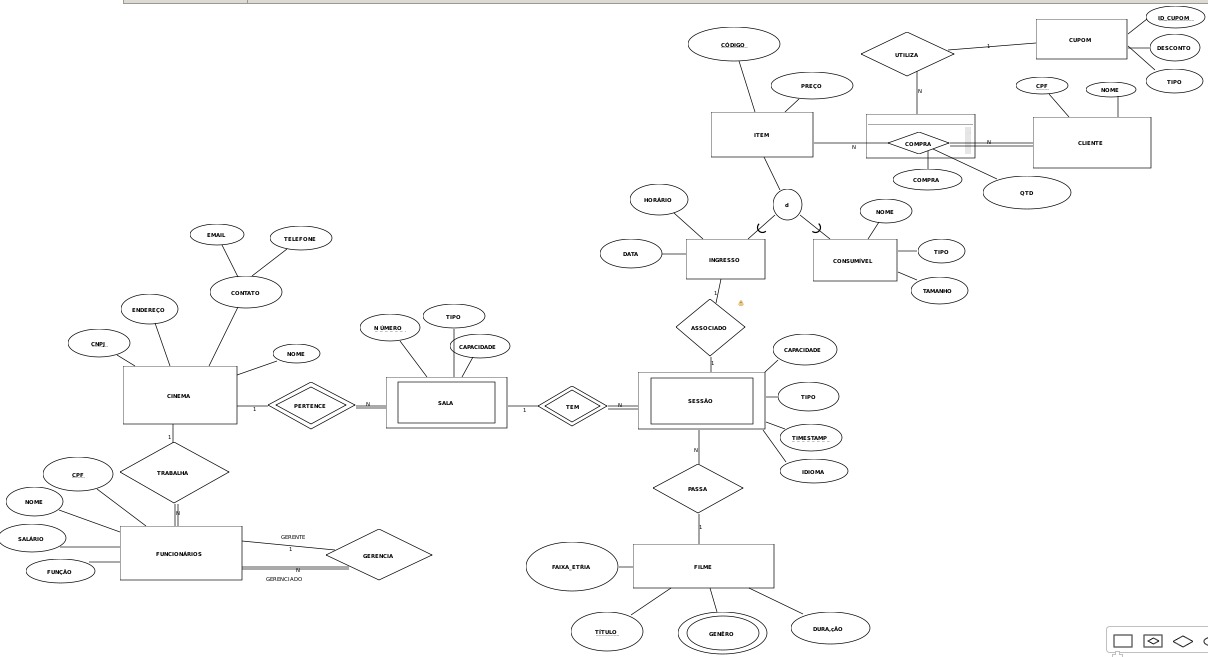 ID_CUPOM
CÓDIGO
CUPOM
UTILIZA
1
DESCONTO
TIPO
PREÇO
CPF
NOME
N
ITEM
N
COMPRA
N
CLIENTE
COMPRA
QTD
HORÁRIO
d
NOME
EMAIL
TELEFONE
DATA
INGRESSO
CONSUMÍVEL
TIPO
CONTATO
1
TAMANHO
ENDEREÇO
N ÚMERO
TIPO
ASSOCIADO
CNPJ
NOME
CAPACIDADE
1
CAPACIDADE
CINEMA
1
PERTENCE
N
SALA
1
TEM
N
SESSÃO
TIPO
TIMESTAMP
1
N
CPF
TRABALHA
IDIOMA
NOME
N
PASSA
SALÁRIO
FUNCIONÁRIOS
GERENTE
1
GERENCIA
1
FUNÇÃO
N
GERENCIADO
FAIXA_ETRIA
FILME
TÍTULO
GENÊRO
DURA,çÃO